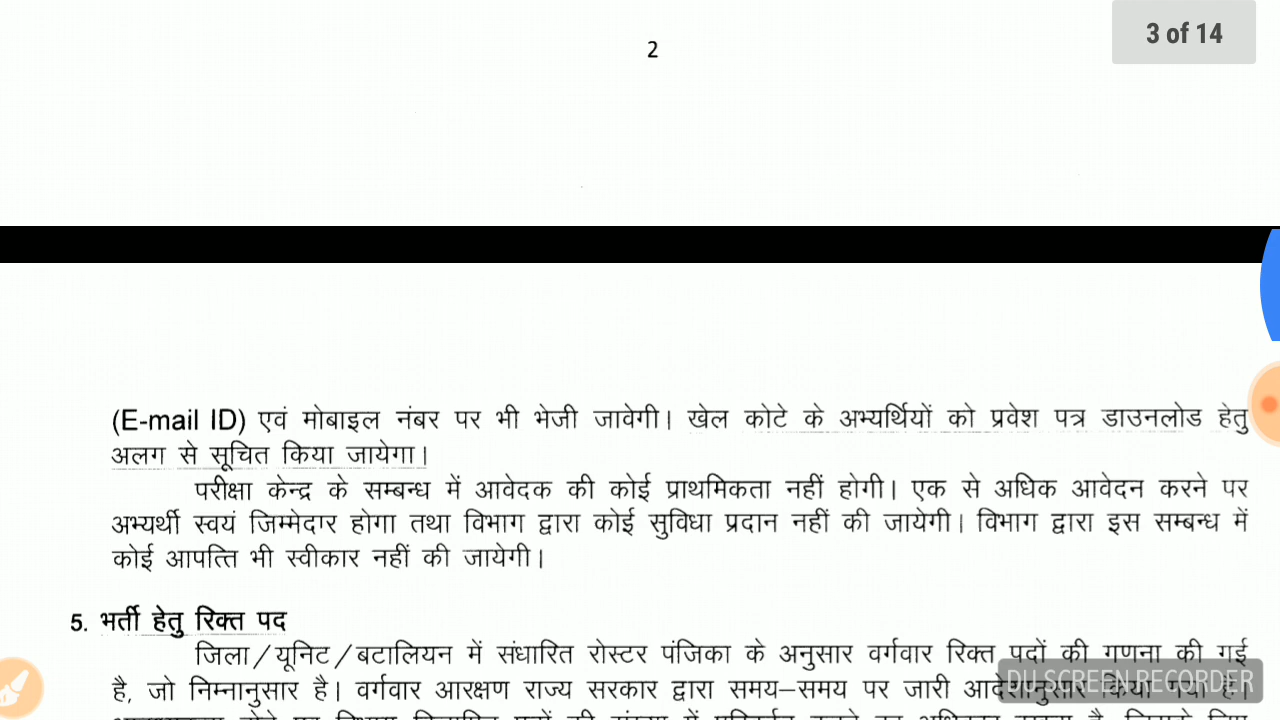 3 of 14
2
(E-mail ID) एवं मोबाइल नंबर पर भी भेजी जावेगी। खेल कोटे के अभ्यर्थियों को प्रवेश पत्र डाउनलोड हेतु
अलग से सूचित किया जायेगा।
परीक्षा केन्द्र के सम्बन्ध में आवेदक की कोई प्राथमिकता नहीं होगी। एक से अधिक आवेदन करने पर
अभ्यर्थी स्वयं जिम्मेदार होगा तथा विभाग द्वारा कोई सुविधा प्रदान नहीं की जायेगी। विभाग द्वारा इस सम्बन्ध में
कोई आपत्ति भी स्वीकार नहीं की जायेगी।
5. भर्ती हेतु रिक्त पद
जिला/यूनिट/बटालियन में संधारित रोस्टर पंजिका के अनुसार वर्गवार रिक्त पदों की गणना की गई
है, जो निम्नानुसार है। वर्गवार आरक्षण राज्य सरकार द्वारा समय–समय पर जारी आदेशानुसार किया गया है।
DU SCREEN RECORDER